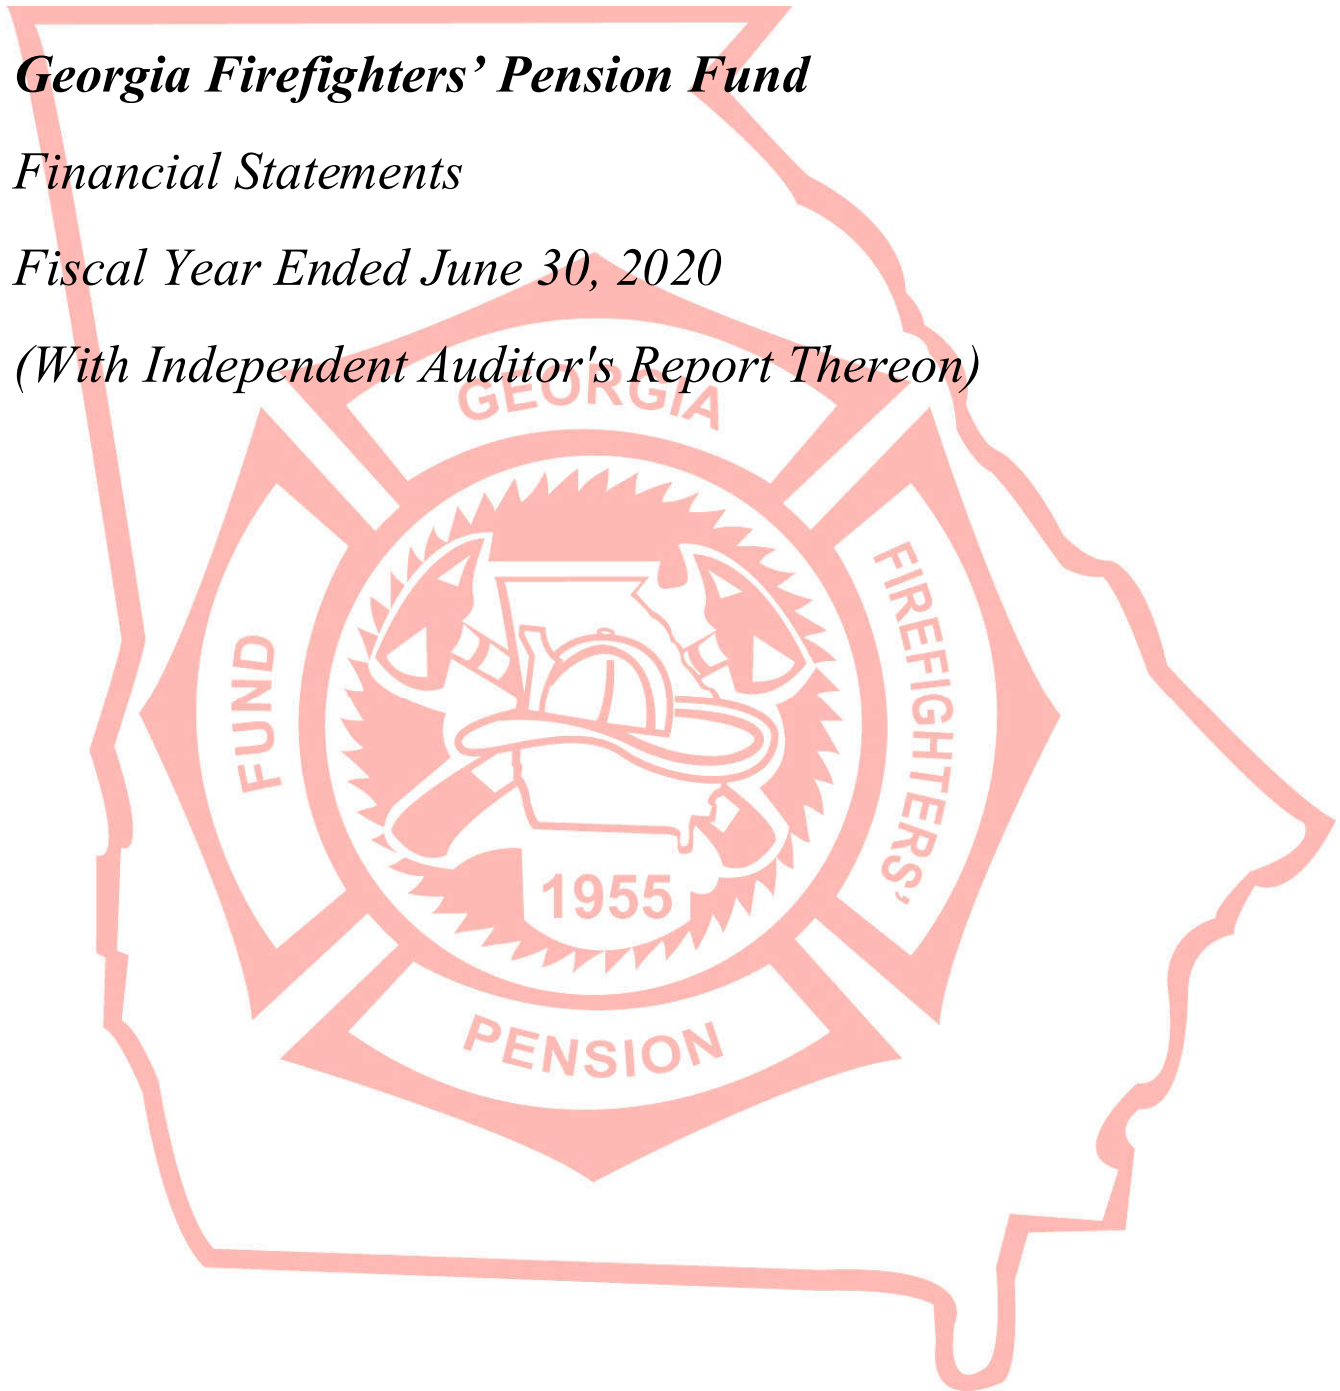 Georgia Firefighters’ Pension Fund
Financial Statements
Fiscal Year Ended June 30, 2020
(With Independent Auditor's Report Thereon)
GEORGIA
FIREFIGHTERS’
FUND
1955
PENSION